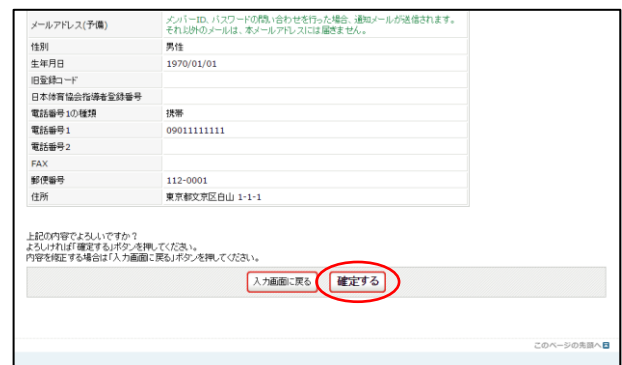 メールアドレス(予備) メンバーID、パスワードの問い合わせを行った場合、通知メールが送信されます。
それ以外のメールは、本メールアドレスには届きません。
性別 男性
生年月日 1970/01/01
旧登録コード
日本体育協会指導者登録番号
電話番号1の種類 携帯
電話番号1 09011111111
電話番号2
FAX
郵便番号 112-0001
住所 東京都文京区白山 1-1-1
上記の内容でよろしいですか？
よろしければ「確定する」ボタンを押してください。
内容を修正する場合は「入力画面に戻る」ボタンを押してください。
入力画面に戻る 確定する
このページの先頭へ